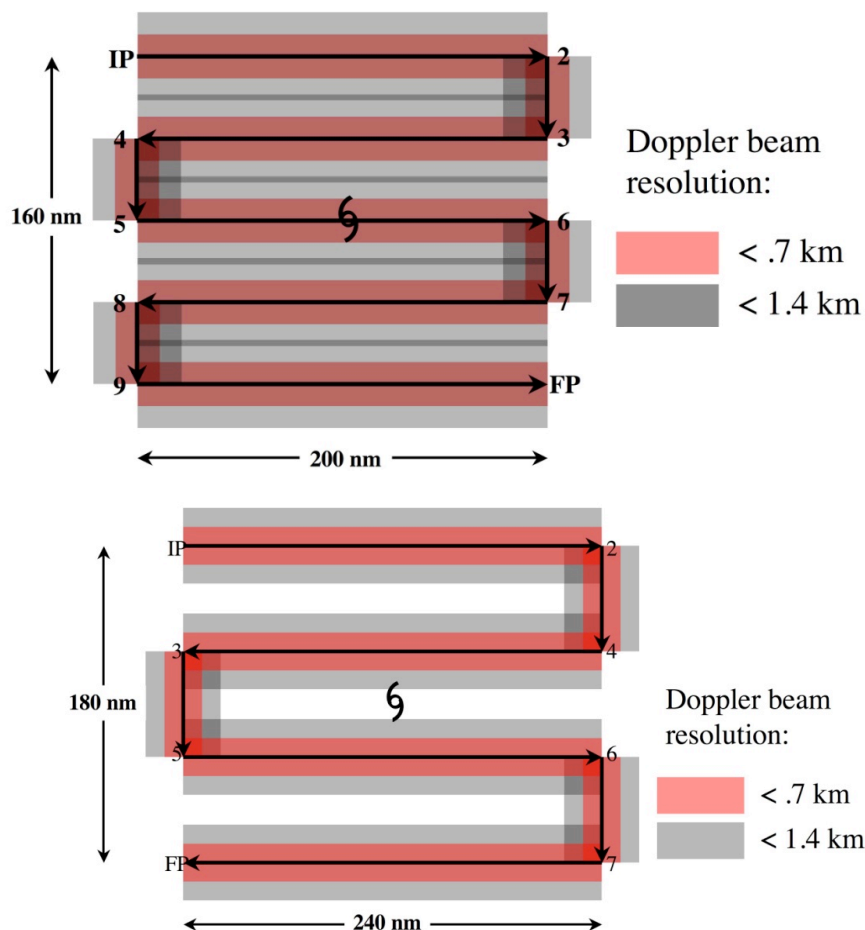 IP
2
4
3
160 nm
5
6
8
7
9
FP
200 nm
Doppler beam
resolution:
< .7 km
< 1.4 km
IP
2
3
4
180 nm
5
6
FP
7
240 nm
Doppler beam
resolution:
< .7 km
< 1.4 km